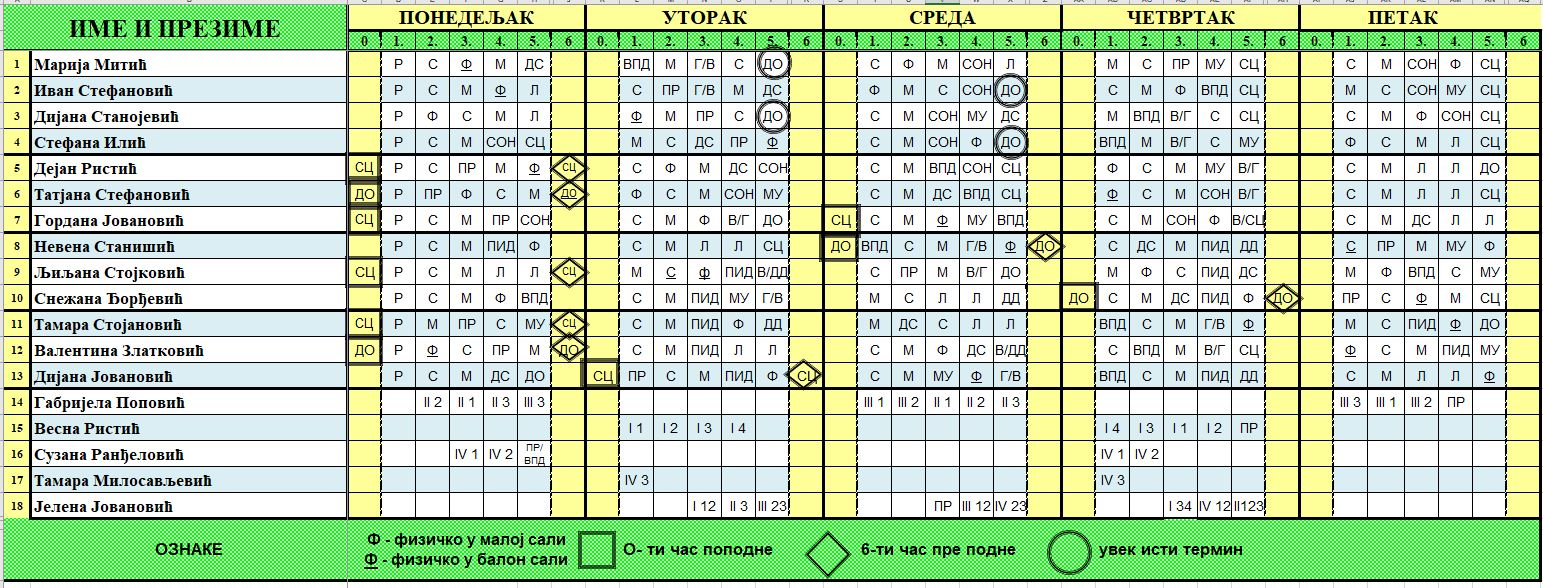 ИМЕ И ПРЕЗИМЕ ПОНЕДЕЉАК УТОРАК СРЕДА ЧЕТВРТАК ПЕТАК
0 1. 2. 3. 4. 5. 6 0. 1. 2. 3. 4. 5. 6 0. 1. 2. 3. 4. 5. 6 0. 1. 2. 3. 4. 5. 6 0. 1. 2. 3. 4. 5. 6
1 Марија Митић Р С Ф М ДС ВПД М Г/В М С ДО С Ф М СОН Л М С ПР МУ СЦ С М СОН Ф СЦ
2 Иван Стефановић Р С М Ф Л С ПР Г/В М ДС Ф М С СОН ДО С М Ф ВПД СЦ М С СОН МУ СЦ
3 Дијана Станојевић Р Ф С М Л Ф М ПР С ДО С М СОН МУ ДС М ВПД В/Г С СЦ С М Ф СОН СЦ
4 Стефана Илић Р С М СОН СЦ М С ДС ПР Ф С М СОН Ф ДО ВПД М В/Г С МУ Ф С М Л СЦ
5 Дејан Ристић СЦ Р С ПР М Ф СЦ С Ф М ДС СОН С М ВПД СОН СЦ Ф С М МУ В/Г С М Л Л ДО
6 Татјана Стефановић ДО Р ПР Ф С М ДО Ф С М СОН МУ С М ДС ВПД СЦ Ф С М СОН В/Г С М Л Л СЦ
7 Гордана Јовановић СЦ Р С М ПР СОН С М Ф В/Г ДО СЦ С М Ф МУ ВПД С М СОН Ф В/СЦ С М ДС Л Л
8 Невена Станишић Р С М ПИД Ф С М Л Л СЦ ДО ВПД С М Г/В Ф ДО С ДС М ПИД ДД С ПР М МУ Ф
9 Љиљана Стојковић СЦ Р С М Л Л СЦ М С Ф ПИД В/ДД С ПР М В/Г ДО М Ф С ПИД ДС М Ф ВПД С МУ
10 Снежана Ђорђевић Р С М Ф ВПД С М ПИД МУ Г/В М С Л Л ДД ДО С М ДС ПИД Ф ДО ПР С Ф М СЦ
11 Тамара Стојановић СЦ Р М ПР С МУ СЦ С М ПИД Ф ДД М ДС С Л Л ВПД С М Г/В Ф М С ПИД Ф ДО
12 Валентина Златковић ДО Р Ф С ПР М ДО С М ПИД Л Л С М Ф ДС В/ДД С ВПД М В/Г СЦ Ф С М ПИД МУ
13 Дијана Јовановић Р С М ДС ДО СЦ ПР С М ПИД Ф СЦ С М МУ Ф Г/В ВПД С М ПИД ДД С М Л Л Ф
14 Габријела Поповић II 2 II 1 II 3 III 3 III 1 III 2 II 1 II 2 II 3 III 3 III 1 III 2 ПР
15 Весна Ристић I 1 I 2 I 3 I 4 I 4 I 3 I 1 I 2 ПР
16 Сузана Ранђеловић IV 1 IV 2 ПР/ВПД IV 1 IV 2
17 Тамара Милосављевић IV 3 IV 3
18 Јелена Јовановић I 12 II 3 III 23 ПР III 12 IV 23 I 34 IV 12 II123
ОЗНАКЕ Ф - физичко у малој сали О- ти час поподне 6-ти час пре подне увек исти термин
Ф - физичко у балон сали